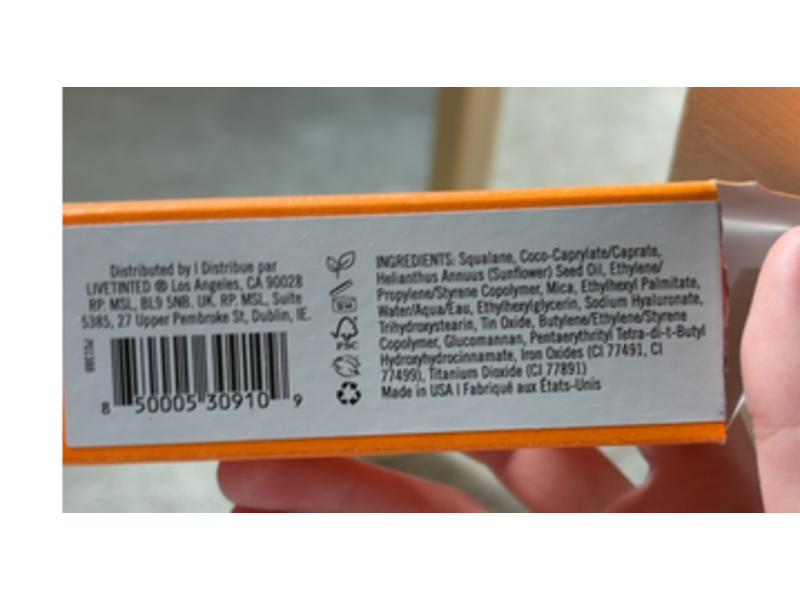 Distributed by | Distribue par
LIVETINTED ® Los Angeles, CA 90028
RP. MSL, BL9 5NB. UK. RP. MSL, Suite
5385, 27 Upper Pembroke St, Dublin, IE.
P01388
8 50005 30910 9
FSC
INGREDIENTS: Squalane, Coco-Caprylate/Caprate,
Helianthus Annuus (Sunflower) Seed Oil, Ethylene/
Propylene/Styrene Copolymer, Mica, Ethylhexyl Palmitate,
Water/Aqua/Eau, Ethylhexylglycerin, Sodium Hyaluronate,
Trihydroxystearin, Tin Oxide, Butylene/Ethylene/Styrene
Copolymer, Glucomannan, Pentaerythrityl Tetra-di-t-Butyl
Hydroxyhydrocinnamate, Iron Oxides (CI 77491, CI
77499), Titanium Dioxide (CI 77891)
Made in USA | Fabriqué aux États-Unis